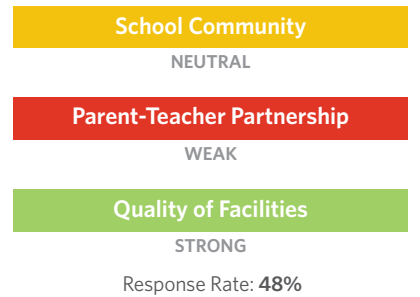 School Community
NEUTRAL
Parent-Teacher Partnership
WEAK
Quality of Facilities
STRONG
Response Rate: 48%